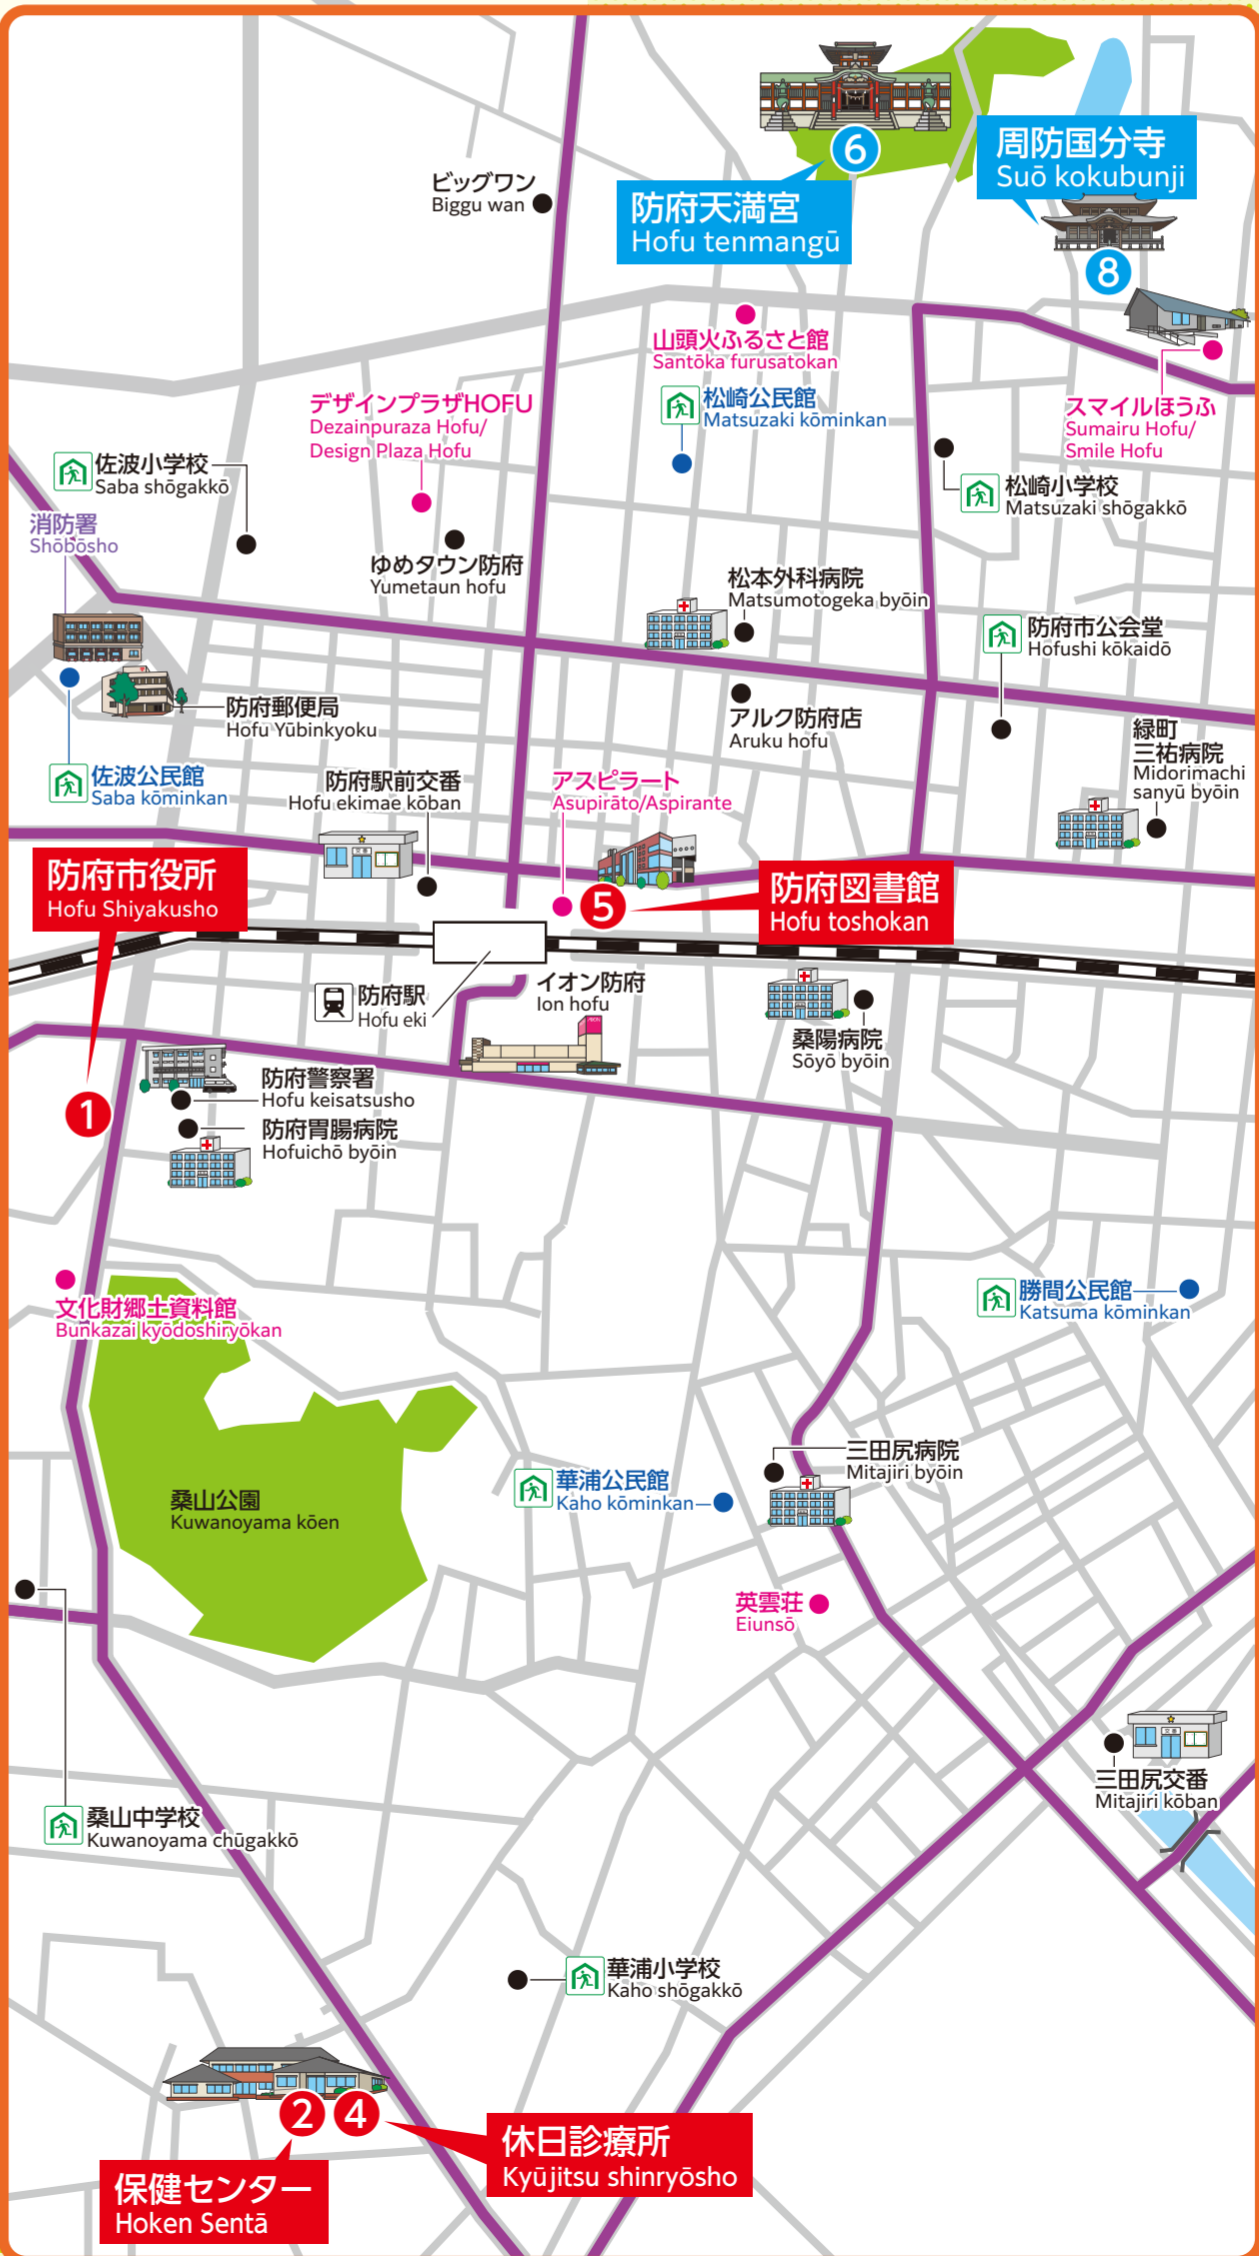 ビッグワン
Biggu wan
6
防府天満宮
Hofu tenmangū
周防国分寺
Suō kokubunji
8
山頭火ふるさと館
Santōka furusatokan
松崎公民館
Matsuzaki kōminkan
スマイルほうふ
Sumairu Hofu/
Smile Hofu
デザインプラザHOFU
Dezainpuraza Hofu/
Design Plaza Hofu
佐波小学校
Saba shōgakkō
松崎小学校
Matsuzaki shōgakkō
消防署
Shōbōsho
ゆめタウン防府
Yumetaun hofu
松本外科病院
Matsumotogeka byōin
防府市公会堂
Hofushi kōkaidō
防府郵便局
Hofu Yūbinkyoku
アルク防府店
Aruku hofu
緑町
三祐病院
Midorimachi
sanyū byōin
佐波公民館
Saba kōminkan
防府駅前交番
Hofu ekimae kōban
アスピラート
Asupirāto/Aspirante
交番
防府市役所
Hofu Shiyakusho
5
防府図書館
Hofu toshokan
防府駅
Hofu eki
イオン防府
Ion hofu
桑陽病院
Sōyō byōin
1
防府警察署
Hofu keisatsusho
防府胃腸病院
Hofuichō byōin
文化財郷土資料館
Bunkazai kyōdoshiryōkan
勝間公民館
Katsuma kōminkan
三田尻病院
Mitajiri byōin
華浦公民館
Kaho kōminkan
桑山公園
Kuwanoyama kōen
英雲荘
Eiunsō
交番
三田尻交番
Mitajiri kōban
桑山中学校
Kuwanoyama chūgakkō
華浦小学校
Kaho shōgakkō
2 4
休日診療所
Kyūjitsu shinryōsho
保健センター
Hoken Sentā